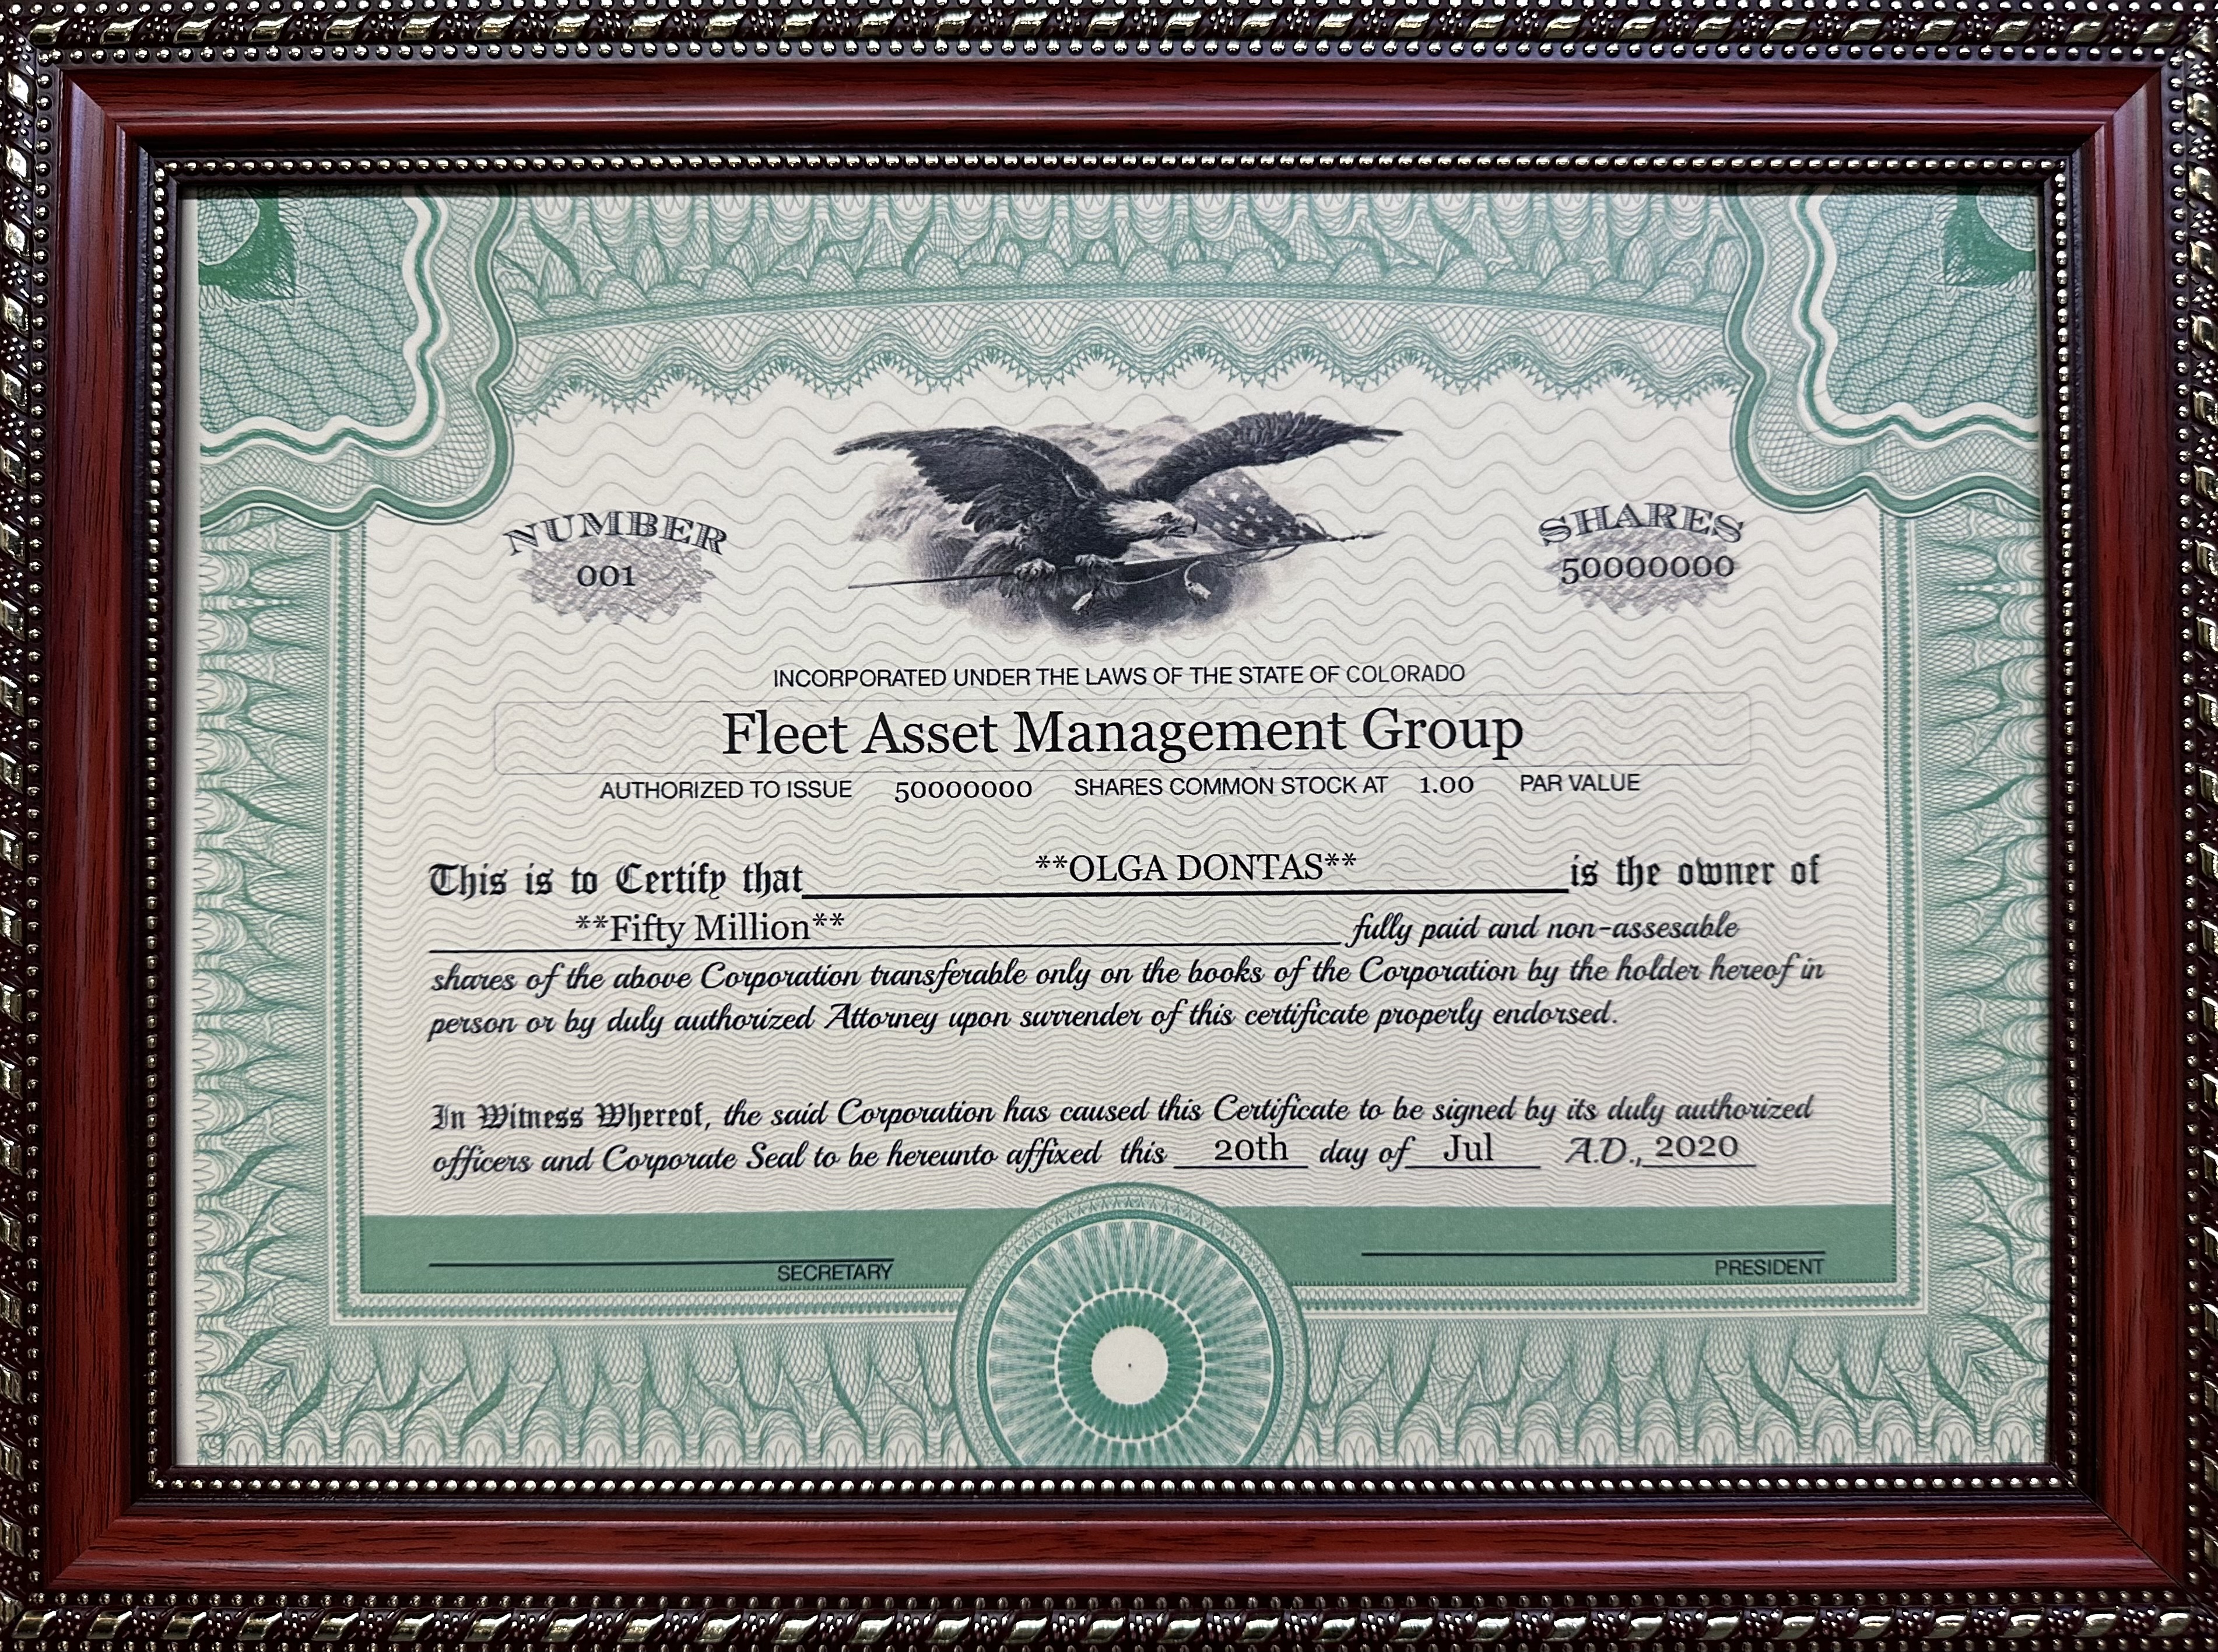 NUMBER
001
SHARES
50000000
INCORPORATED UNDER THE LAWS OF THE STATE OF COLORADO
Fleet Asset Management Group
AUTHORIZED TO ISSUE 50000000 SHARES COMMON STOCK AT 1.00 PAR VALUE
This is to Certify that **OLGA DONTAS** is the owner of
**Fifty Million** fully paid and non-assesable
shares of the above Corporation transferable only on the books of the Corporation by the holder hereof in
person or by duly authorized Attorney upon surrender of this certificate properly endorsed.
In Witness Whereof, the said Corporation has caused this Certificate to be signed by its duly authorized
officers and Corporate Seal to be hereunto affixed this 20th day of Jul A.D., 2020
SECRETARY
PRESIDENT